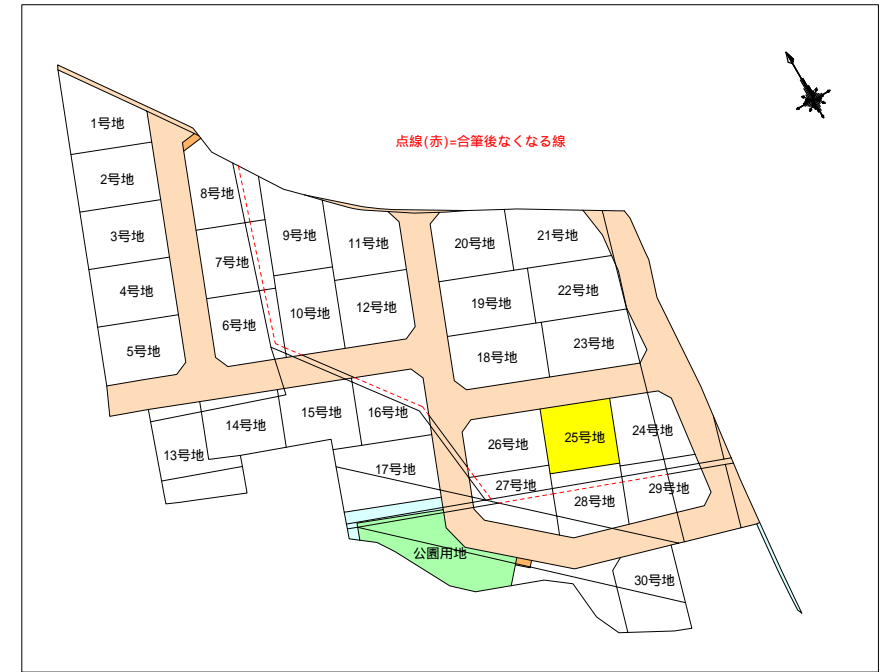 点線(赤)=合筆後なくなる線
1号地
2号地
3号地
4号地
5号地
8号地
7号地
6号地
9号地
10号地
11号地
12号地
20号地
21号地
19号地
22号地
18号地
23号地
13号地
14号地
15号地
16号地
17号地
26号地
25号地
24号地
27号地
28号地
29号地
公園用地
30号地